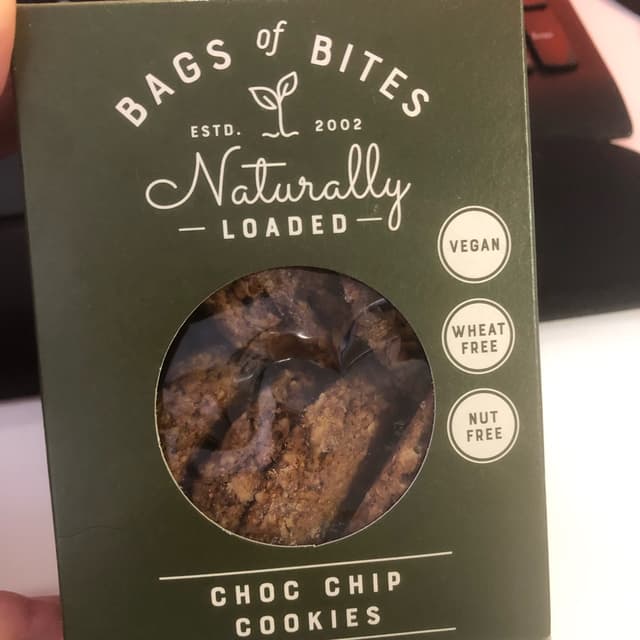 BAGS of BITES
ESTD. 2002
Naturally
LOADED
VEGAN
WHEAT
FREE
NUT
FREE
CHOC CHIP
COOKIES